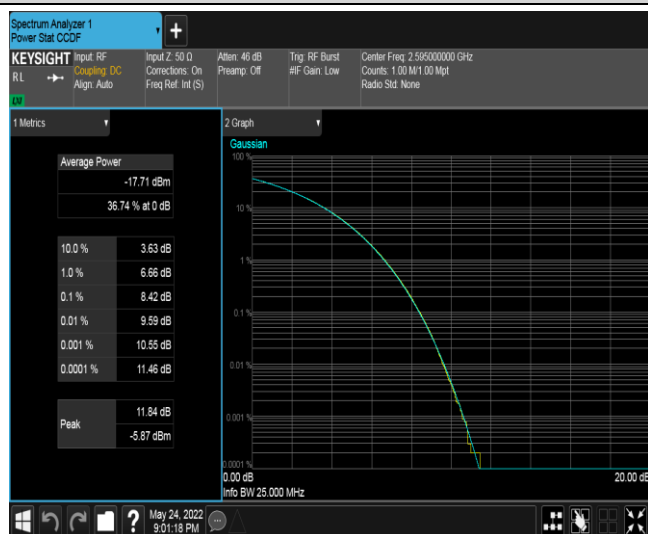 Spectrum Analyzer 1
Power Stat CCDF
+
KEYSIGHT
RL
LXI
Input: RF
Coupling: DC
Align: Auto
Input Z: 50 Ω
Corrections: On
Freq Ref: Int (S)
Atten: 46 dB
Preamp: Off
Trig: RF Burst
#IF Gain: Low
Center Freq: 2.595000000 GHz
Counts: 1.00 M/1.00 Mpt
Radio Std: None
1 Metrics
Average Power
-17.71 dBm
36.74 % at 0 dB
10.0 % 3.63 dB
1.0 % 6.66 dB
0.1 % 8.42 dB
0.01 % 9.59 dB
0.001 % 10.55 dB
0.0001 % 11.46 dB
Peak
11.84 dB
-5.87 dBm
2 Graph
Gaussian
100 %
10 %
1 %
0.1 %
0.01 %
0.001 %
0.0001 %
0.00 dB
20.00 dB
Info BW 25.000 MHz
?
May 24, 2022
9:01:18 PM